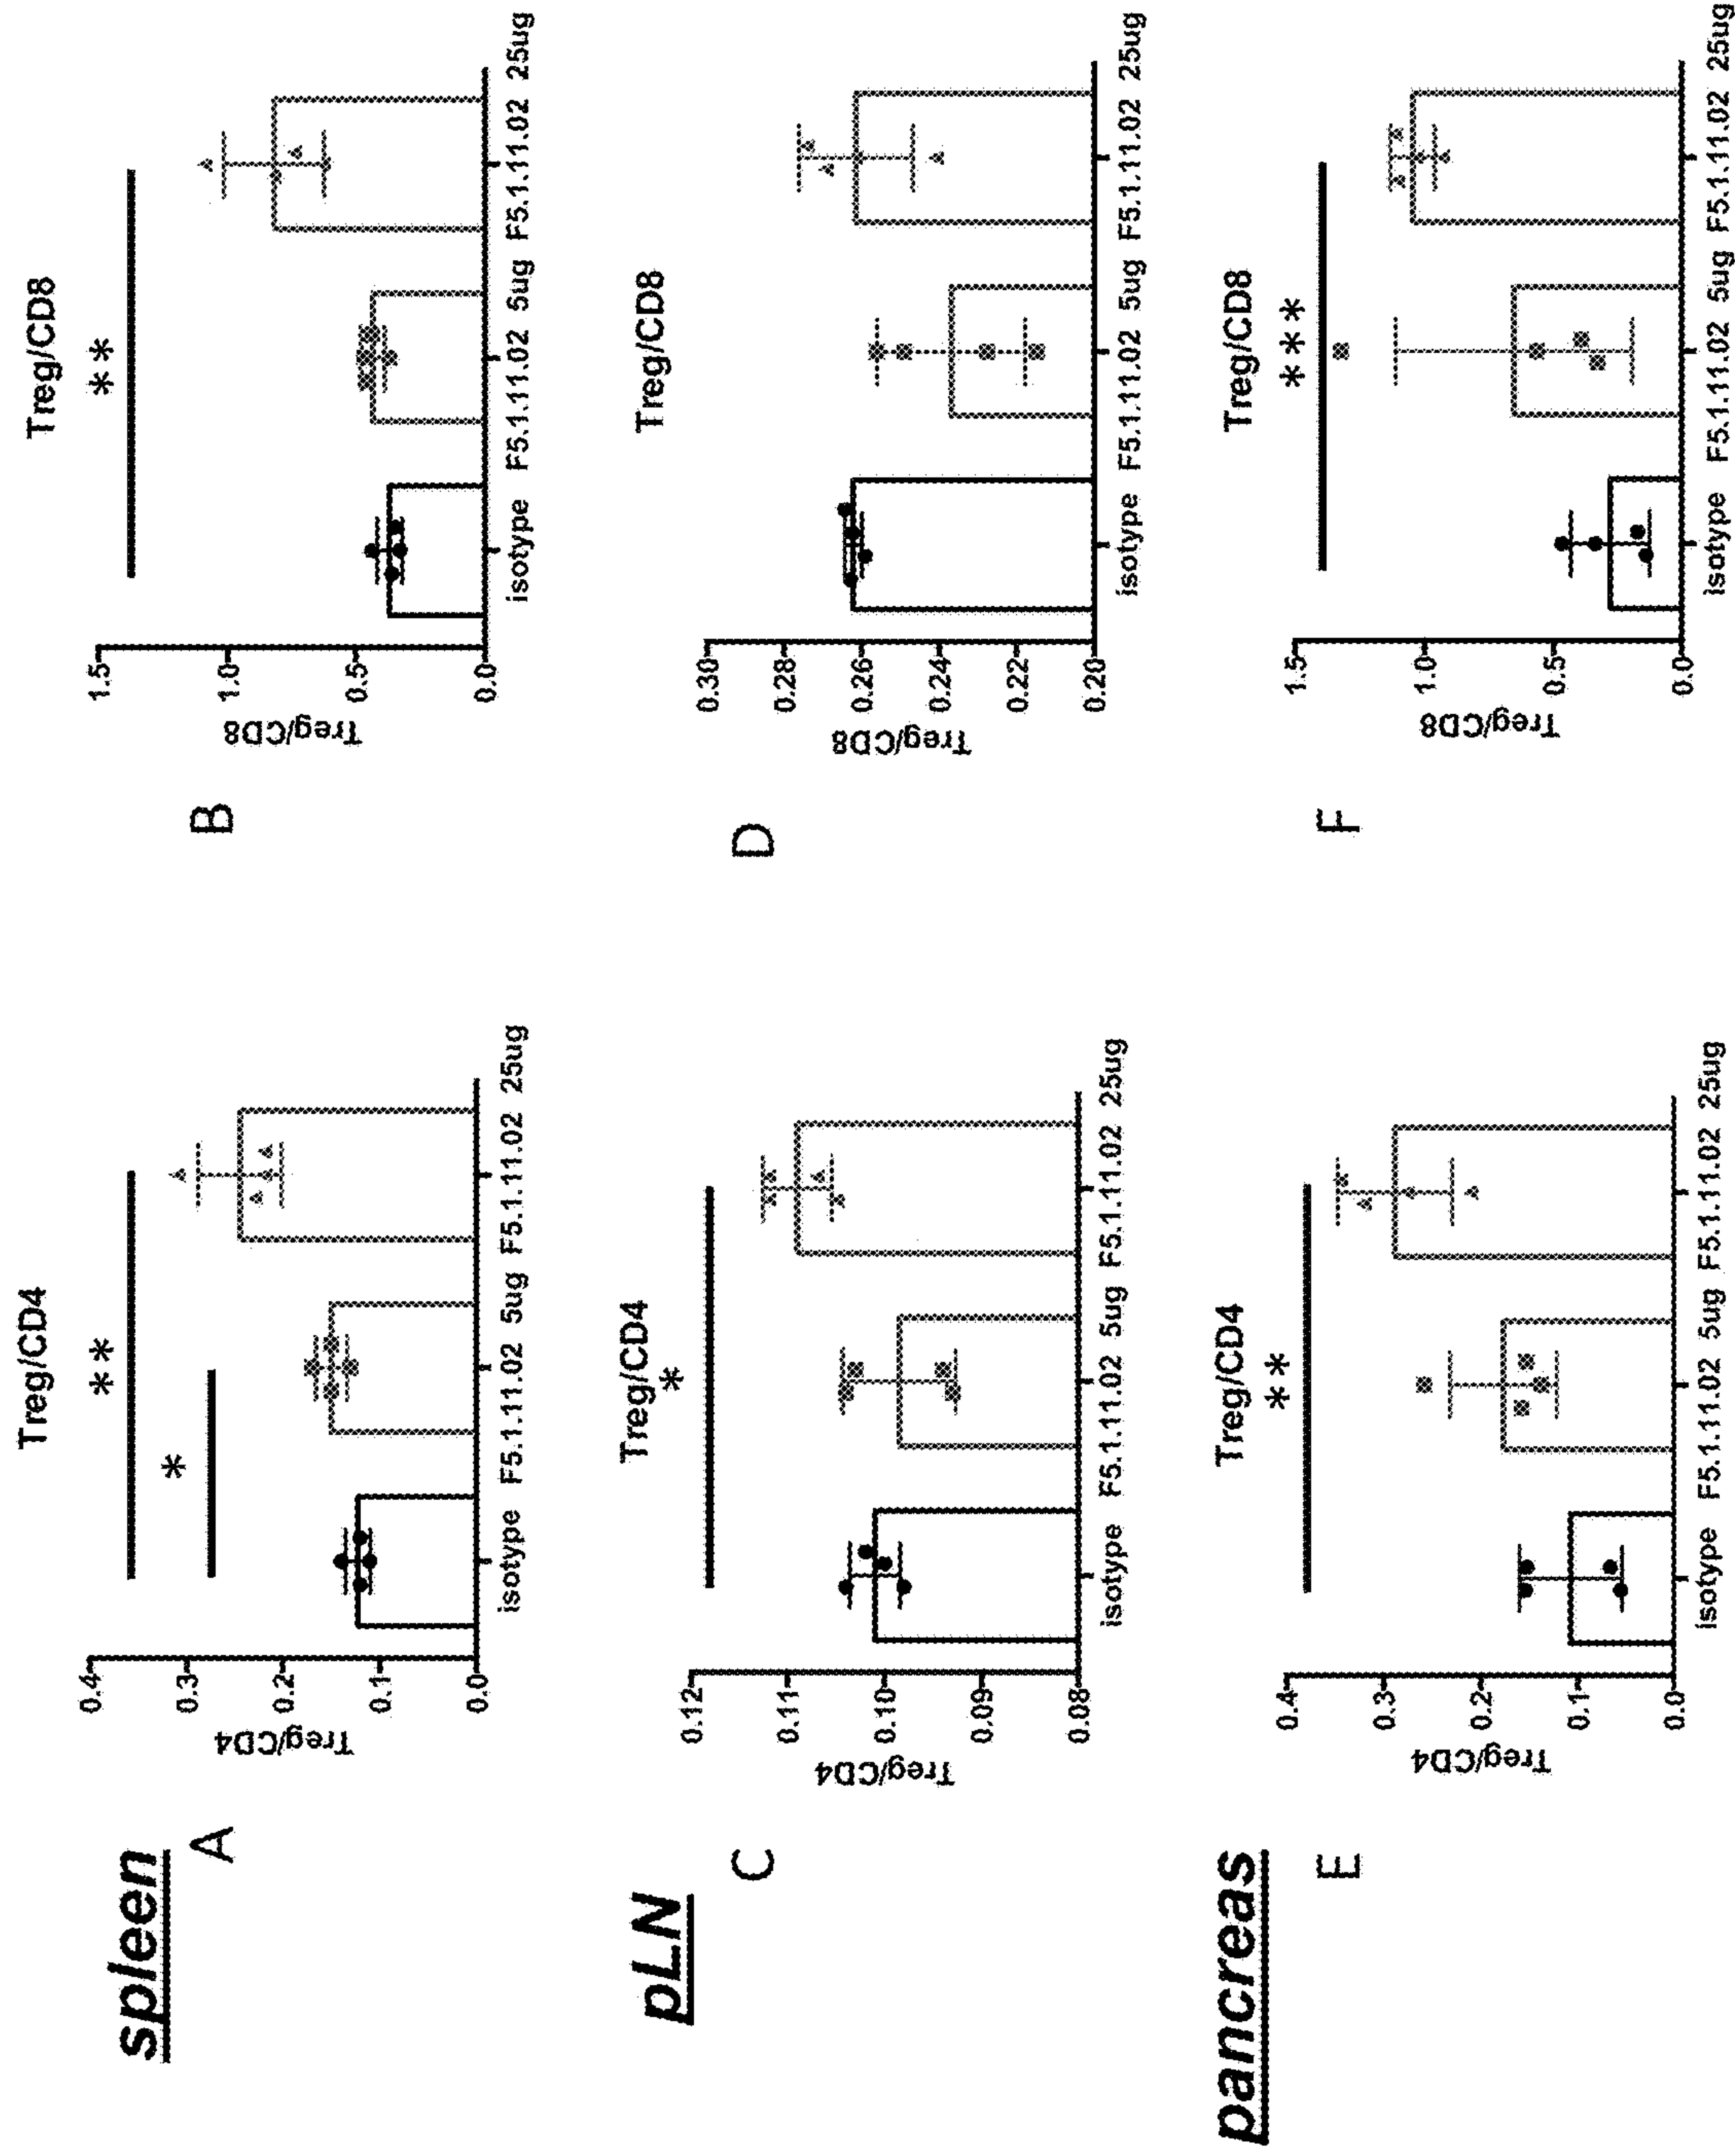 spleen
A
Treg/CD4
**
*
Treg/CD4
0.4
0.3
0.2
0.1
0.0
isotype F5.1.11.02 5ug F5.1.11.02 25ug
B
Treg/CD8
**
Treg/CD8
1.5
1.0
0.5
0.0
isotype F5.1.11.02 5ug F5.1.11.02 25ug
pLN
C
Treg/CD4
*
Treg/CD4
0.12
0.11
0.10
0.09
0.08
isotype F5.1.11.02 5ug F5.1.11.02 25ug
D
Treg/CD8
Treg/CD8
0.30
0.28
0.26
0.24
0.22
0.20
isotype F5.1.11.02 5ug F5.1.11.02 25ug
pancreas
E
Treg/CD4
**
Treg/CD4
0.4
0.3
0.2
0.1
0.0
isotype F5.1.11.02 5ug F5.1.11.02 25ug
F
Treg/CD8
***
Treg/CD8
1.5
1.0
0.5
0.0
isotype F5.1.11.02 5ug F5.1.11.02 25ug